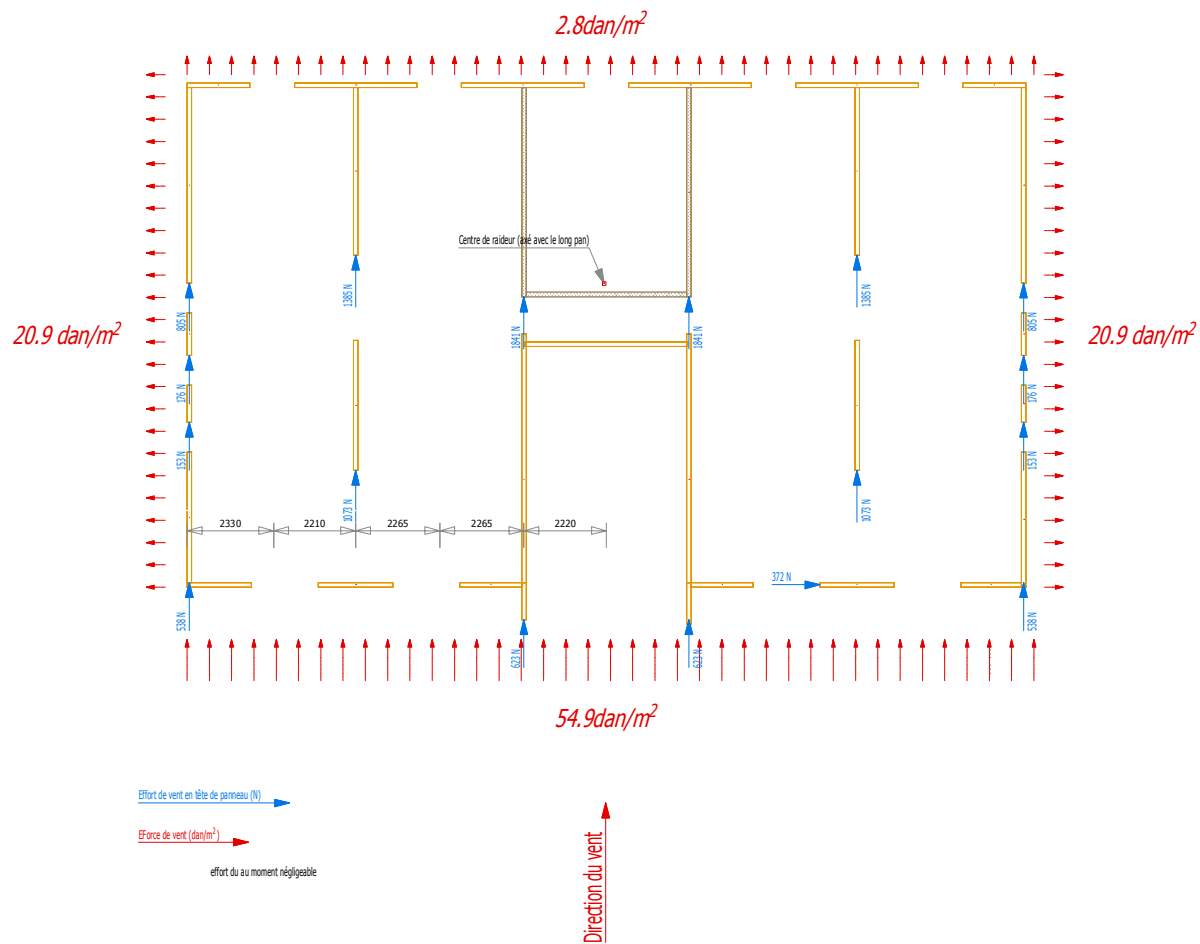 2.8dan/m²
Centre de raideur (axé avec le long pan)
1385 N
1385 N
20.9 dan/m²
20.9 dan/m²
805 N
1841 N
1841 N
805 N
176 N
176 N
153 N
153 N
1073 N
1073 N
2330
2210
2265
2265
2220
372 N
538 N
538 N
623 N
623 N
54.9dan/m²
Effort de vent en tête de panneau (N)
EForce de vent (dan/m²)
effort du au moment négligeable
Direction du vent